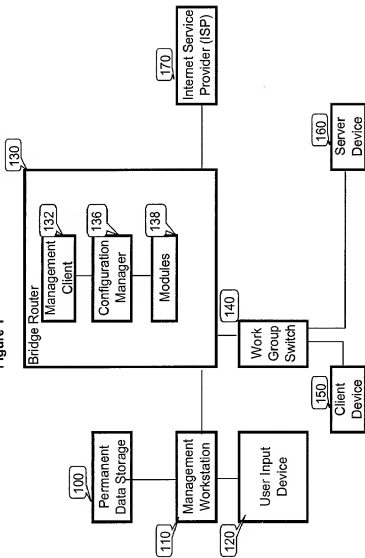 Figure 1
130
Bridge Router
Management
Client
132
Configuration
Manager
136
Modules
138
100
Permanent
Data Storage
110
Management
Workstation
120
User Input
Device
140
Work
Group
Switch
150
Client
Device
160
Server
Device
170
Internet Service
Provider (ISP)